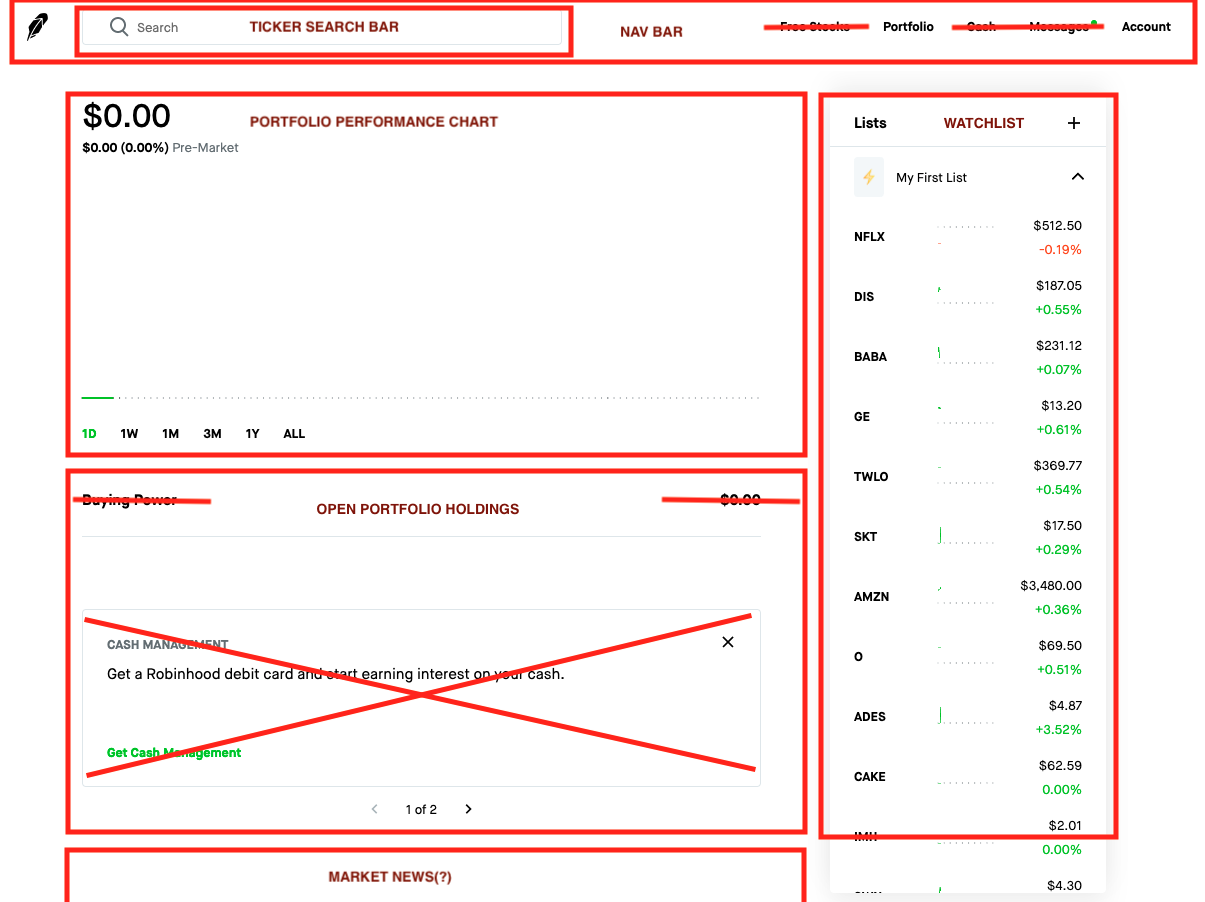 Search TICKER SEARCH BAR NAV BAR Free Stocks Portfolio Cash Messages Account
$0.00 PORTFOLIO PERFORMANCE CHART
$0.00 (0.00%) Pre-Market
1D 1W 1M 3M 1Y ALL
Buying Power $0.00
OPEN PORTFOLIO HOLDINGS
CASH MANAGEMENT
Get a Robinhood debit card and start earning interest on your cash.
Get Cash Management
1 of 2
MARKET NEWS(?)
Lists WATCHLIST +
My First List
NFLX $512.50
-0.19%
DIS $187.05
+0.55%
BABA $231.12
+0.07%
GE $13.20
+0.61%
TWLO $369.77
+0.54%
SKT $17.50
+0.29%
AMZN $3,480.00
+0.36%
O $69.50
+0.51%
ADES $4.87
+3.52%
CAKE $62.59
0.00%
$2.01
0.00%
$4.30